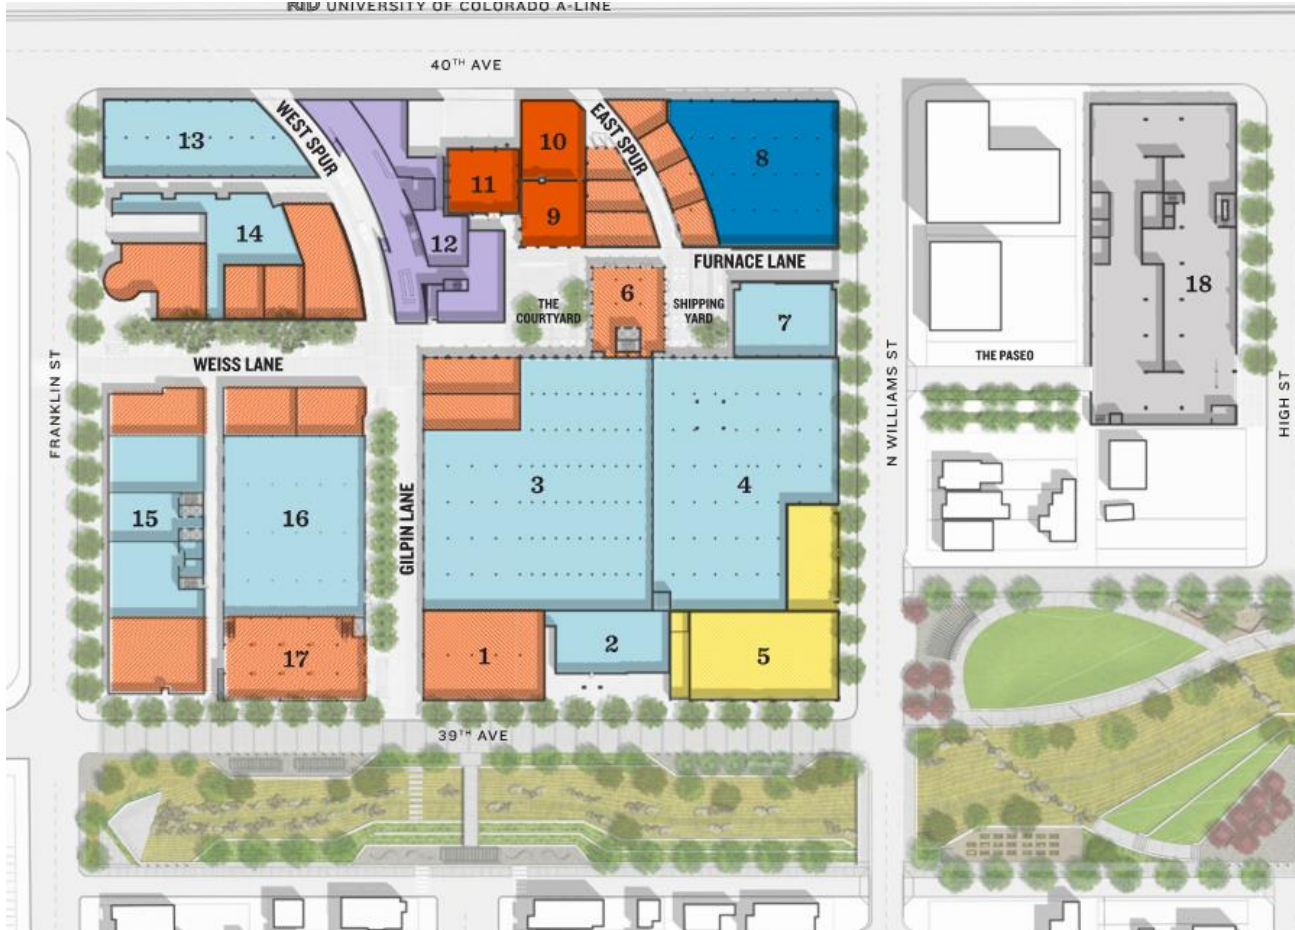 UNIVERSITY OF COLORADO A-LINE
40TH AVE
WEST SPUR
EAST SPUR
13
10
8
11
14
9
12
FURNACE LANE
6
THE
COURTYARD
SHIPPING
YARD
7
18
WEISS LANE
THE PASEO
FRANKLIN ST
N WILLIAMS ST
HIGH ST
3
4
15
16
GILPIN LANE
17
1
2
5
39TH AVE